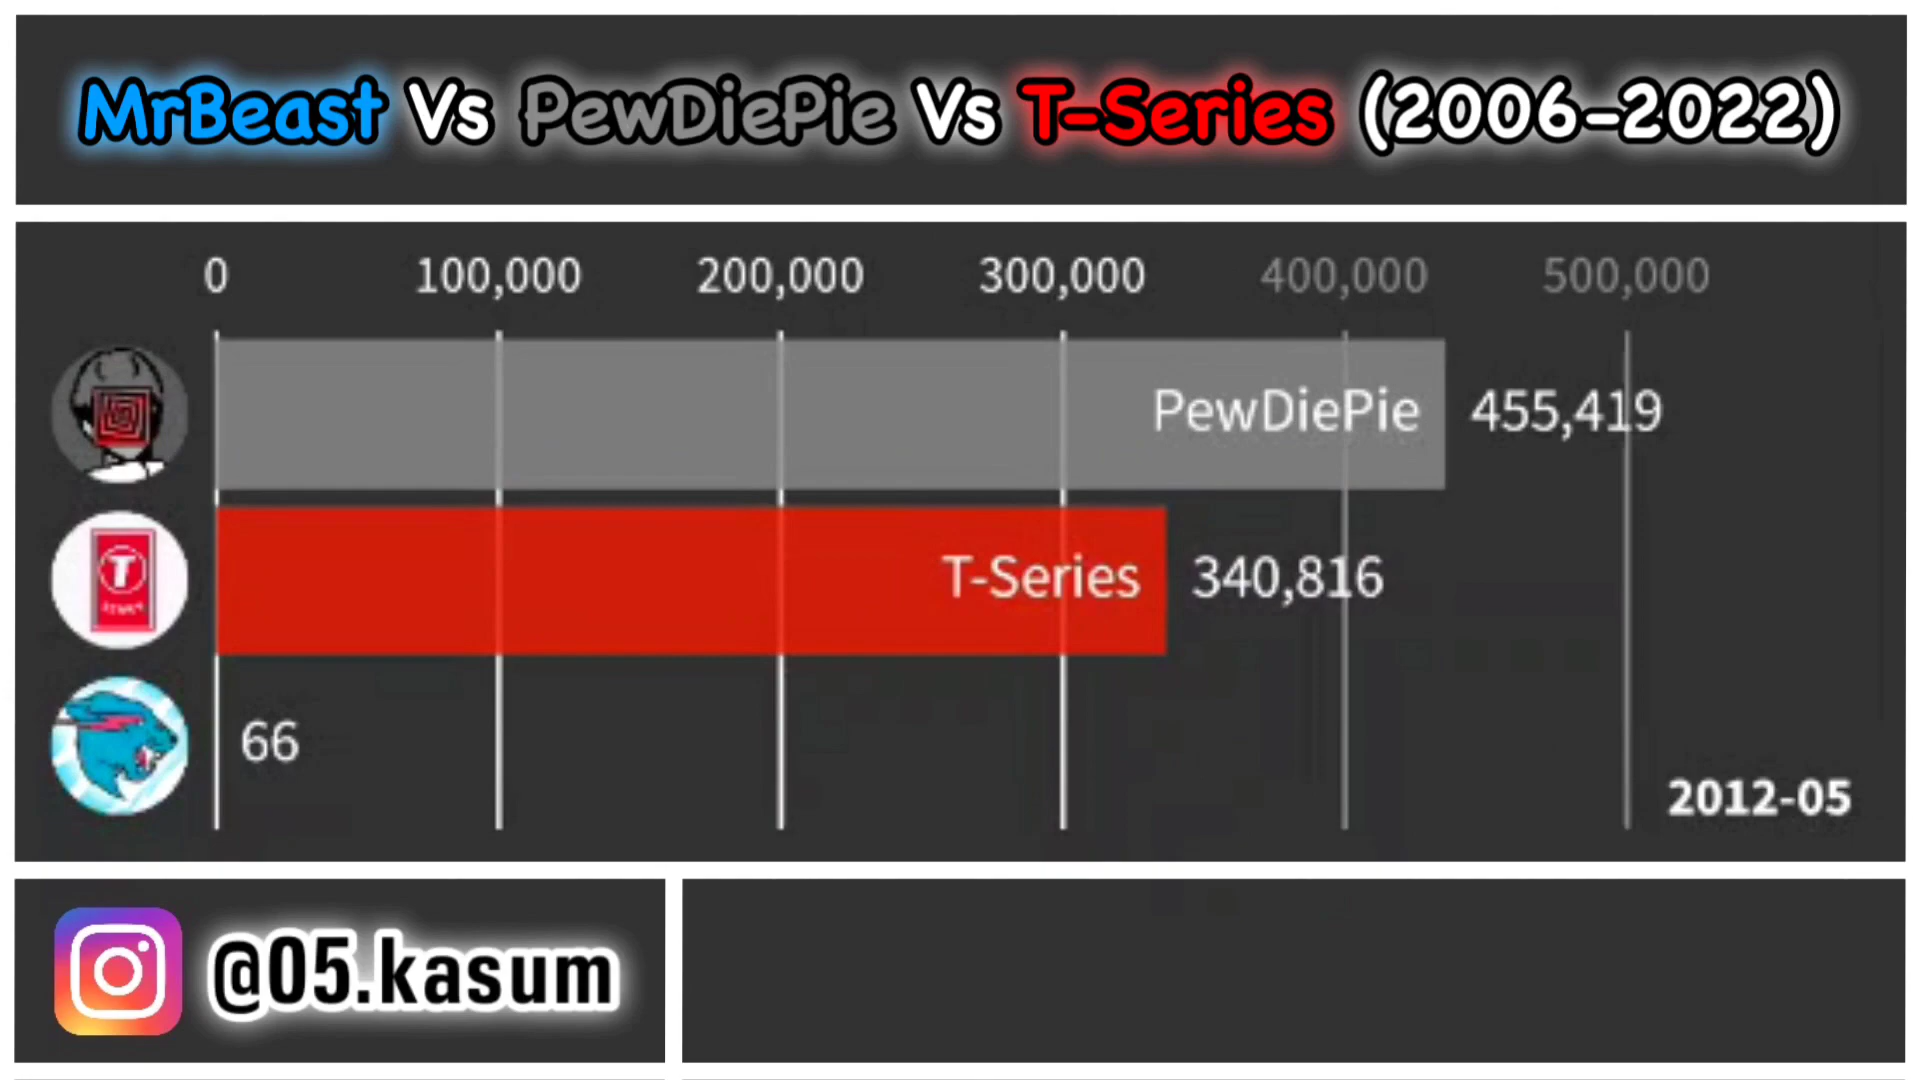 MrBeast Vs PewDiePie Vs T-Series (2006-2022)
0 100,000 200,000 300,000 400,000 500,000
PewDiePie 455,419
T
T-Series 340,816
66
2012-05
@05.kasum